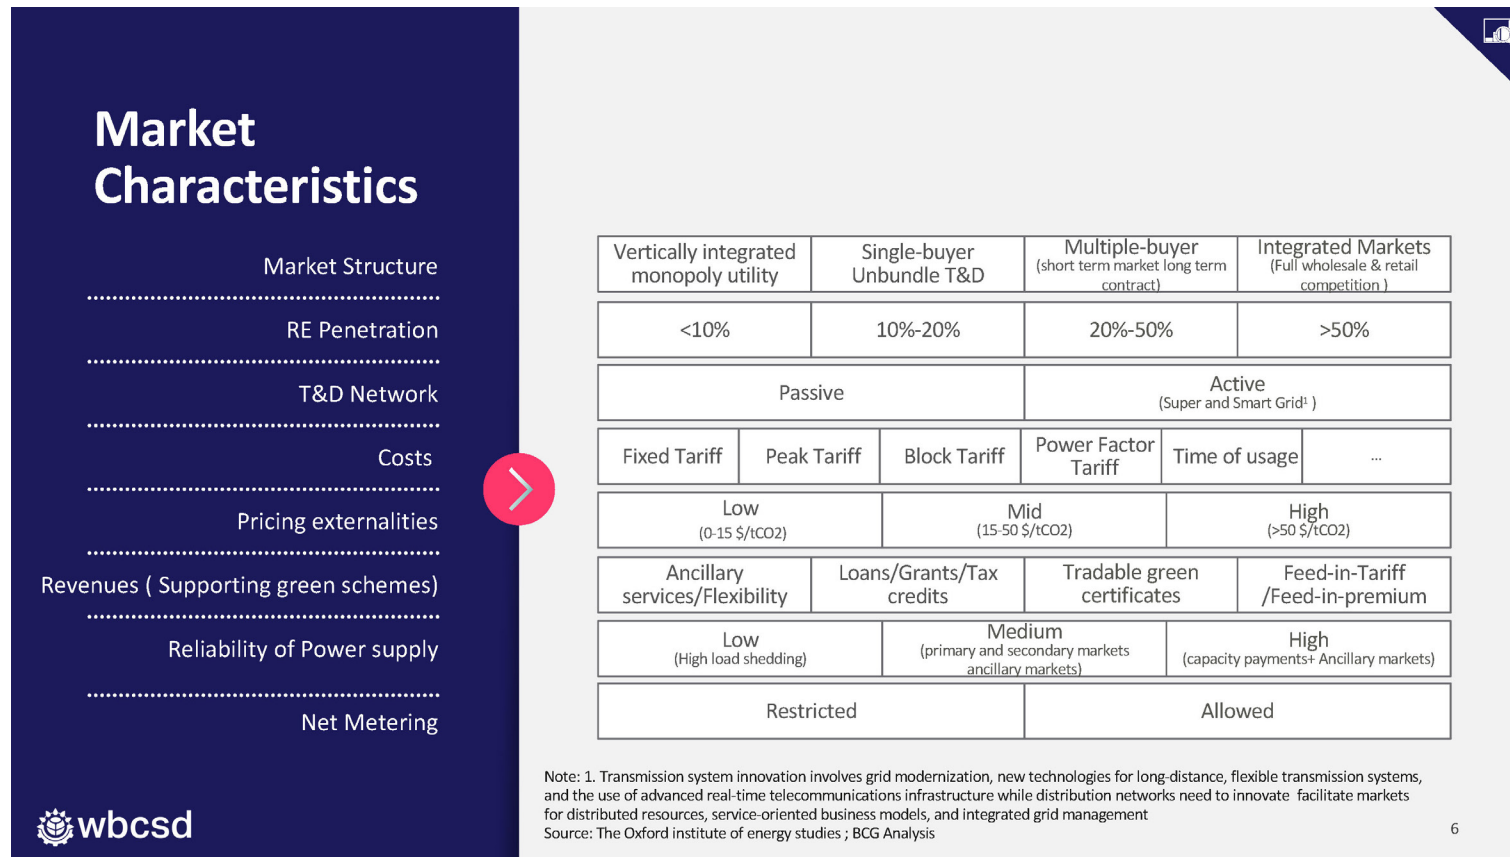 Market
Characteristics
Market Structure
Vertically integrated
monopoly utility
Single-buyer
Unbundle T&D
Multiple-buyer
(short term market long term
contract)
Integrated Markets
(Full wholesale & retail
competition )
RE Penetration
<10%
10%-20%
20%-50%
>50%
T&D Network
Passive
Active
(Super and Smart Grid¹ )
Costs
Fixed Tariff
Peak Tariff
Block Tariff
Power Factor
Tariff
Time of usage
...
Pricing externalities
Low
(0-15 $/tCO2)
Mid
(15-50 $/tCO2)
High
(>50 $/tCO2)
Revenues ( Supporting green schemes)
Ancillary
services/Flexibility
Loans/Grants/Tax
credits
Tradable green
certificates
Feed-in-Tariff
/Feed-in-premium
Reliability of Power supply
Low
(High load shedding)
Medium
(primary and secondary markets
ancillary markets)
High
(capacity payments+ Ancillary markets)
Net Metering
Restricted
Allowed
Note: 1. Transmission system innovation involves grid modernization, new technologies for long-distance, flexible transmission systems,
and the use of advanced real-time telecommunications infrastructure while distribution networks need to innovate  facilitate markets
for distributed resources, service-oriented business models, and integrated grid management
Source: The Oxford institute of energy studies ; BCG Analysis
wbcsd
6